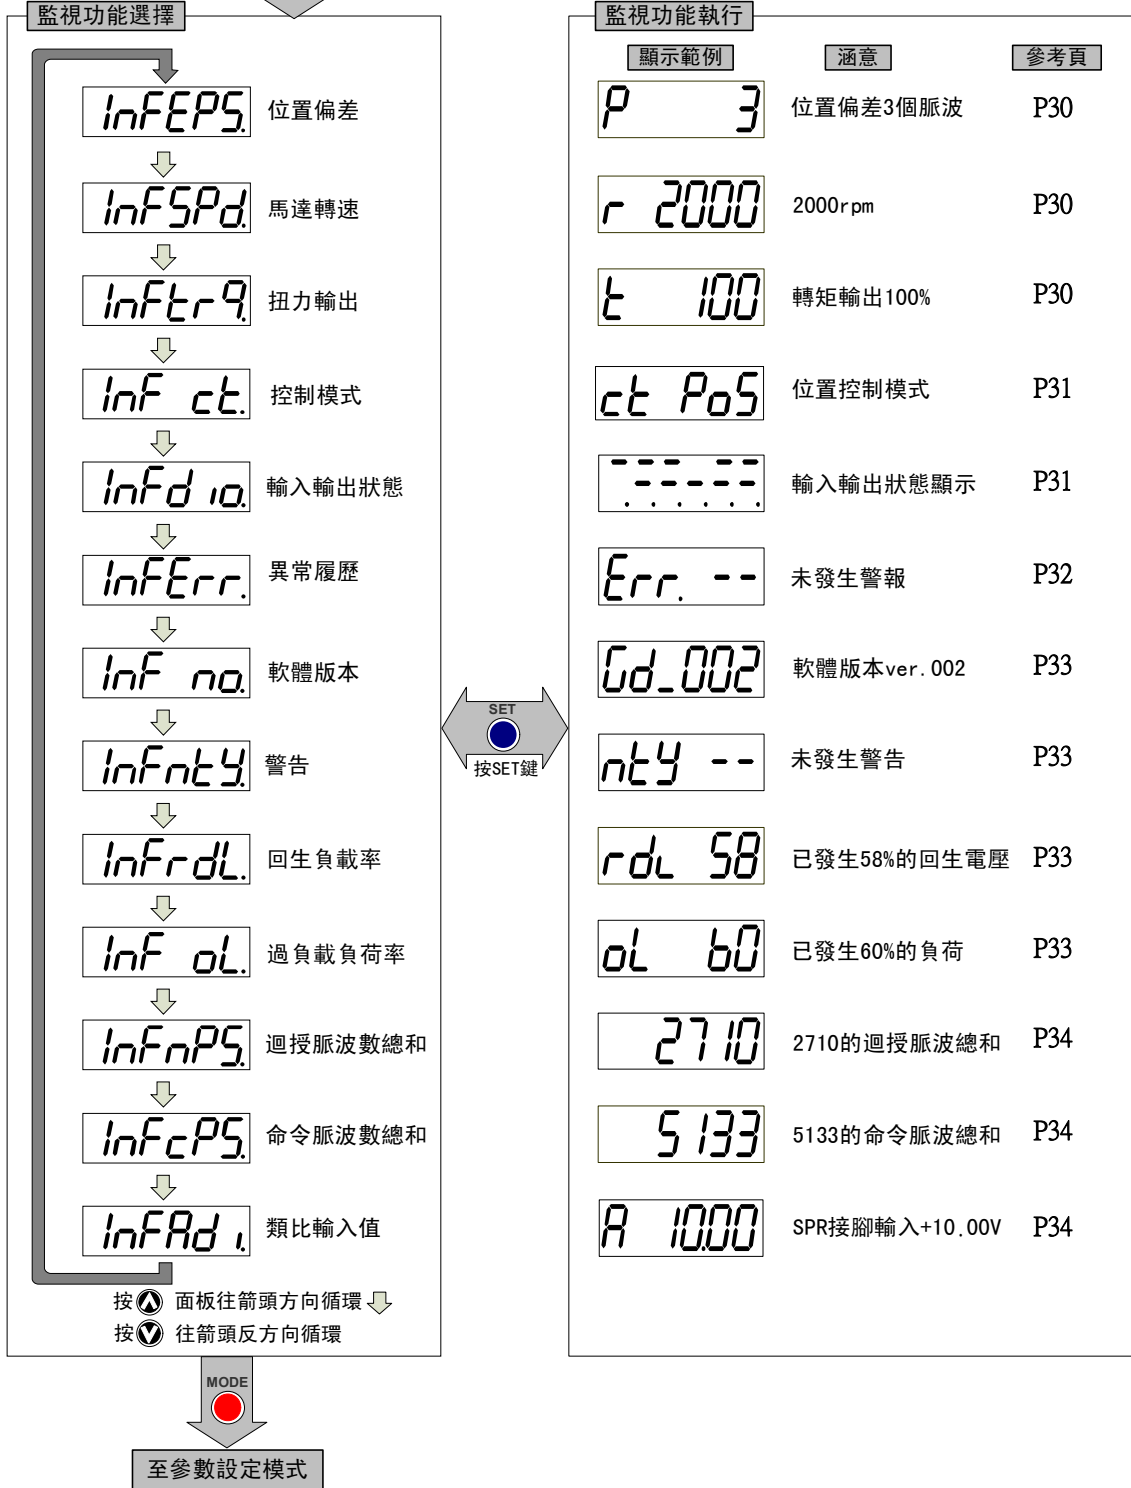 監視功能選擇
InFEPS. 位置偏差
InFSPd. 馬達轉速
InFtrq. 扭力輸出
InF ct. 控制模式
InFd io. 輸入輸出狀態
InFErr. 異常履歷
InF no. 軟體版本
InFntY. 警告
InFrdL. 回生負載率
InF oL. 過負載負荷率
InFnPS. 迴授脈波數總和
InFcPS. 命令脈波數總和
InFAd i. 類比輸入值
按 面板往箭頭方向循環
按 往箭頭反方向循環
MODE
至參數設定模式
SET
按SET鍵
監視功能執行
顯示範例 涵意 參考頁
P 3 位置偏差3個脈波 P30
r 2000 2000rpm P30
t 100 轉矩輸出100% P30
ct PoS 位置控制模式 P31
輸入輸出狀態顯示 P31
Err. -- 未發生警報 P32
Gd_002 軟體版本ver.002 P33
ntY -- 未發生警告 P33
rdL 58 已發生58%的回生電壓 P33
oL 60 已發生60%的負荷 P33
2710 2710的迴授脈波總和 P34
5133 5133的命令脈波總和 P34
A 10.00 SPR接腳輸入+10.00V P34